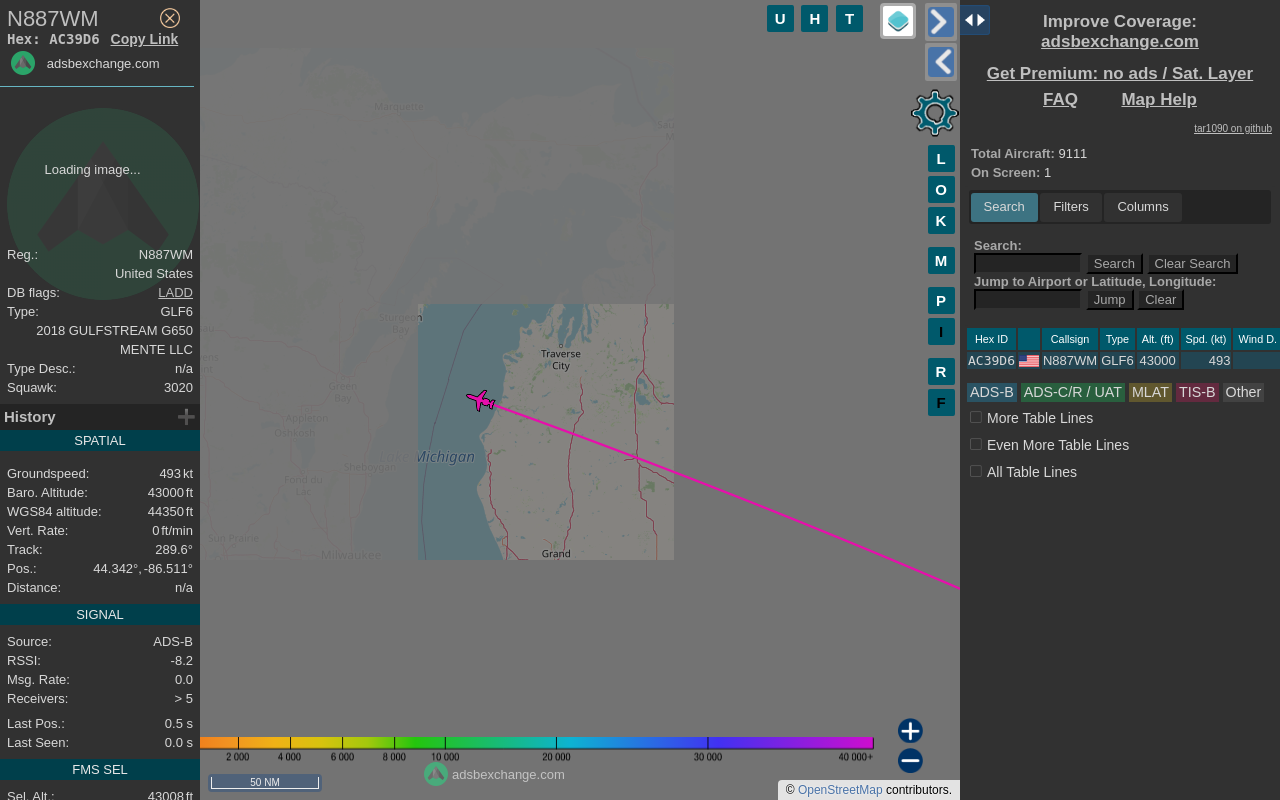 N887WM
Hex: AC39D6 Copy Link
adsbexchange.com
Loading image...
Reg.: N887WM
United States
DB flags: LADD
Type: GLF6
2018 GULFSTREAM G650
MENTE LLC
Type Desc.: n/a
Squawk: 3020
History
SPATIAL
Groundspeed: 493 kt
Baro. Altitude: 43000 ft
WGS84 altitude: 44350 ft
Vert. Rate: 0 ft/min
Track: 289.6°
Pos.: 44.342°, -86.511°
Distance: n/a
SIGNAL
Source: ADS-B
RSSI: -8.2
Msg. Rate: 0.0
Receivers: > 5
Last Pos.: 0.5 s
Last Seen: 0.0 s
FMS SEL
Sel. Alt.: 43008 ft
Marquette
Sturgeon
Bay
Green
Bay
Appleton
Oshkosh
Sheboygan
Fond du
Lac
Sun Prairie
Milwaukee
Michigan
Traverse
City
Grand
U H T
L
O
K
M
P
I
R
F
2 000 4 000 6 000 8 000 10 000 20 000 30 000 40 000+
50 NM
adsbexchange.com
© OpenStreetMap contributors.
Improve Coverage:
adsbexchange.com
Get Premium: no ads / Sat. Layer
FAQ Map Help
tar1090 on github
Total Aircraft: 9111
On Screen: 1
Search Filters Columns
Search:
Search Clear Search
Jump to Airport or Latitude, Longitude:
Jump Clear
Hex ID Callsign Type Alt. (ft) Spd. (kt) Wind D.
AC39D6 N887WM GLF6 43000 493
ADS-B ADS-C/R / UAT MLAT TIS-B Other
More Table Lines
Even More Table Lines
All Table Lines